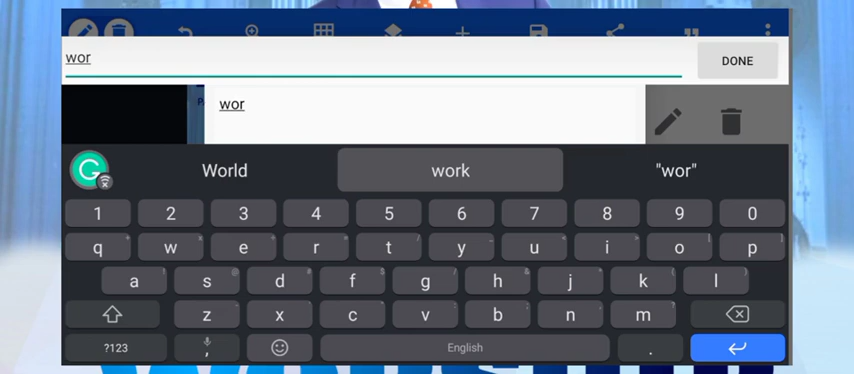 wor
DONE
wor
World work "wor"
1 2 3 4 5 6 7 8 9 0
q w e r t y u i o p
a s d f g h j k l
z x c v b n m
?123 , English .